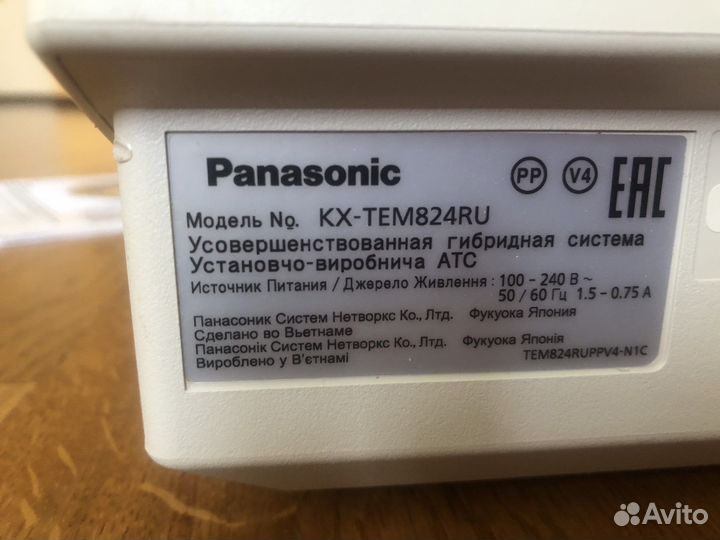 Panasonic PP V4 EAC
Модель No. KX-TEM824RU
Усовершенствованная гибридная система
Установчо-виробнича АТС
Источник Питания / Джерело Живлення : 100 - 240 В ~
50 / 60 Гц 1.5 - 0.75 А
Панасоник Систем Нетворкс Ко., Лтд. Фукуока Япония
Сделано во Вьетнаме
Панасонік Систем Нетворкс Ко., Лтд. Фукуока Японія
Вироблено у В'єтнамі
TEM824RUPPV4-N1C
Avito